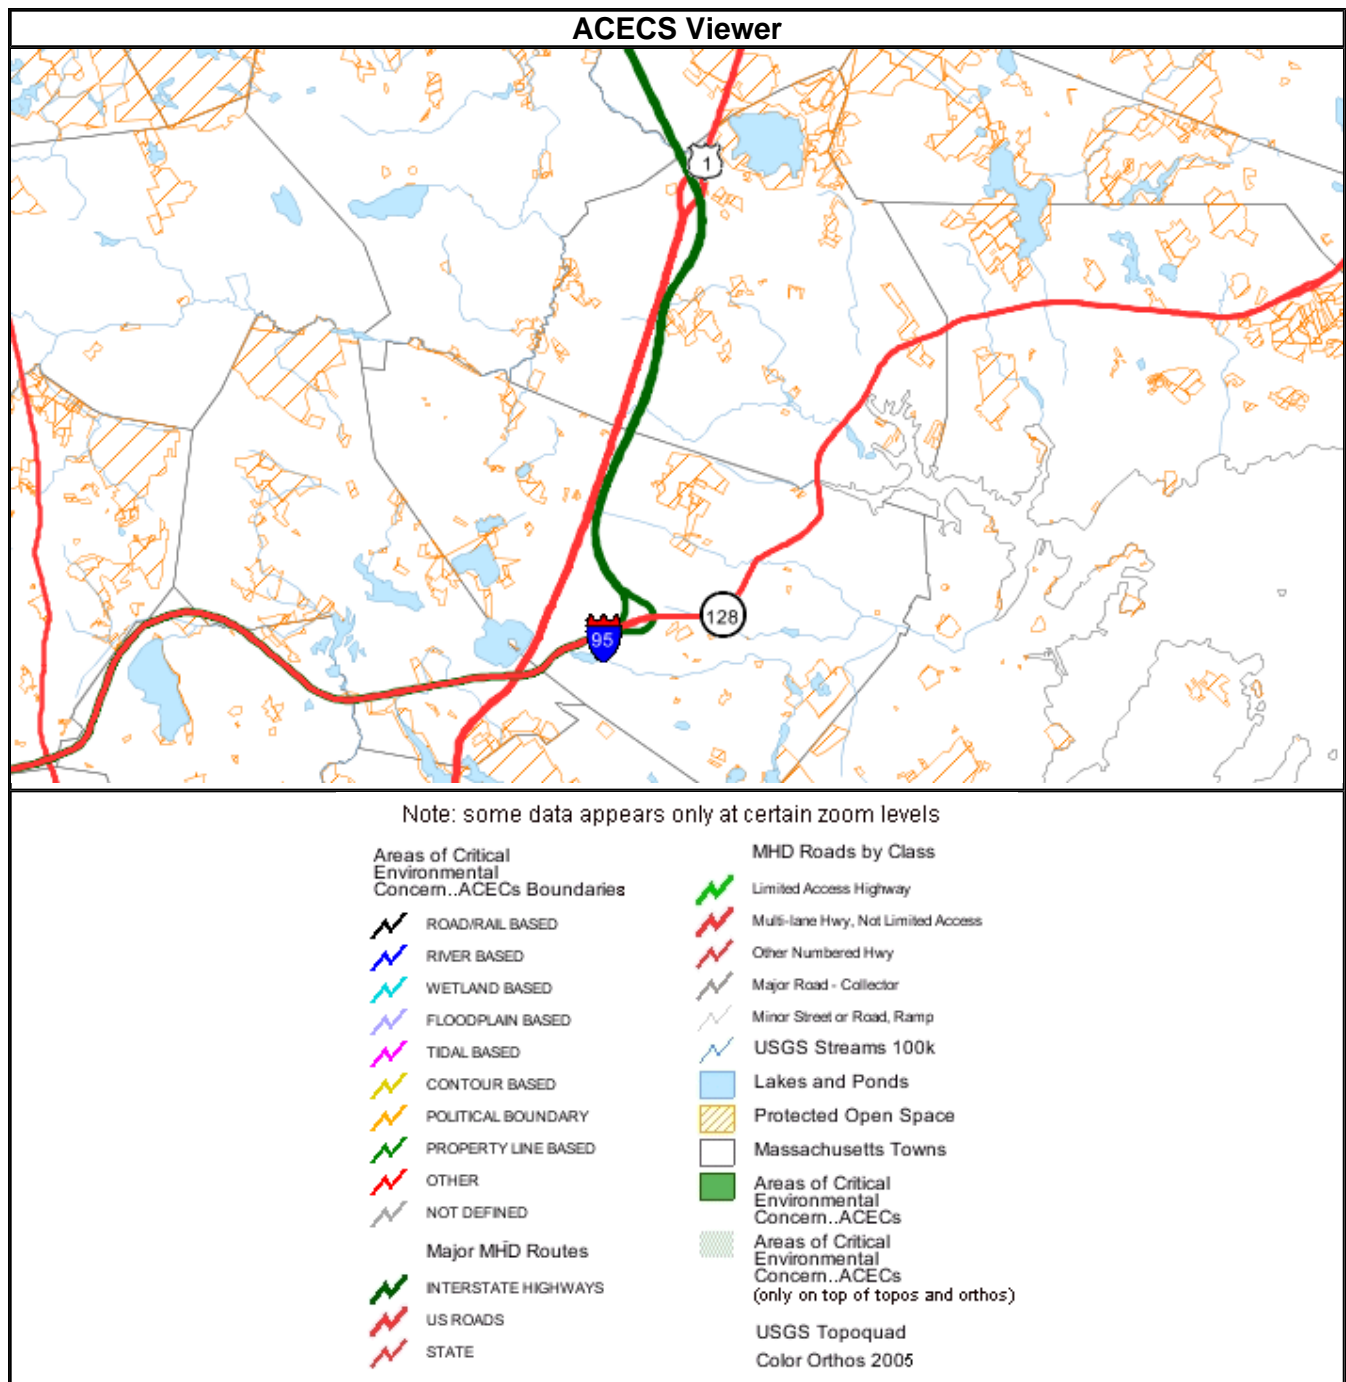 ACECS Viewer
1
128
95
Note: some data appears only at certain zoom levels
Areas of Critical
Environmental
Concern..ACECs Boundaries
ROAD/RAIL BASED
RIVER BASED
WETLAND BASED
FLOODPLAIN BASED
TIDAL BASED
CONTOUR BASED
POLITICAL BOUNDARY
PROPERTY LINE BASED
OTHER
NOT DEFINED
Major MHD Routes
INTERSTATE HIGHWAYS
US ROADS
STATE
MHD Roads by Class
Limited Access Highway
Multi-lane Hwy, Not Limited Access
Other Numbered Hwy
Major Road - Collector
Minor Street or Road, Ramp
USGS Streams 100k
Lakes and Ponds
Protected Open Space
Massachusetts Towns
Areas of Critical
Environmental
Concern..ACECs
Areas of Critical
Environmental
Concern..ACECs
(only on top of topos and orthos)
USGS Topoquad
Color Orthos 2005